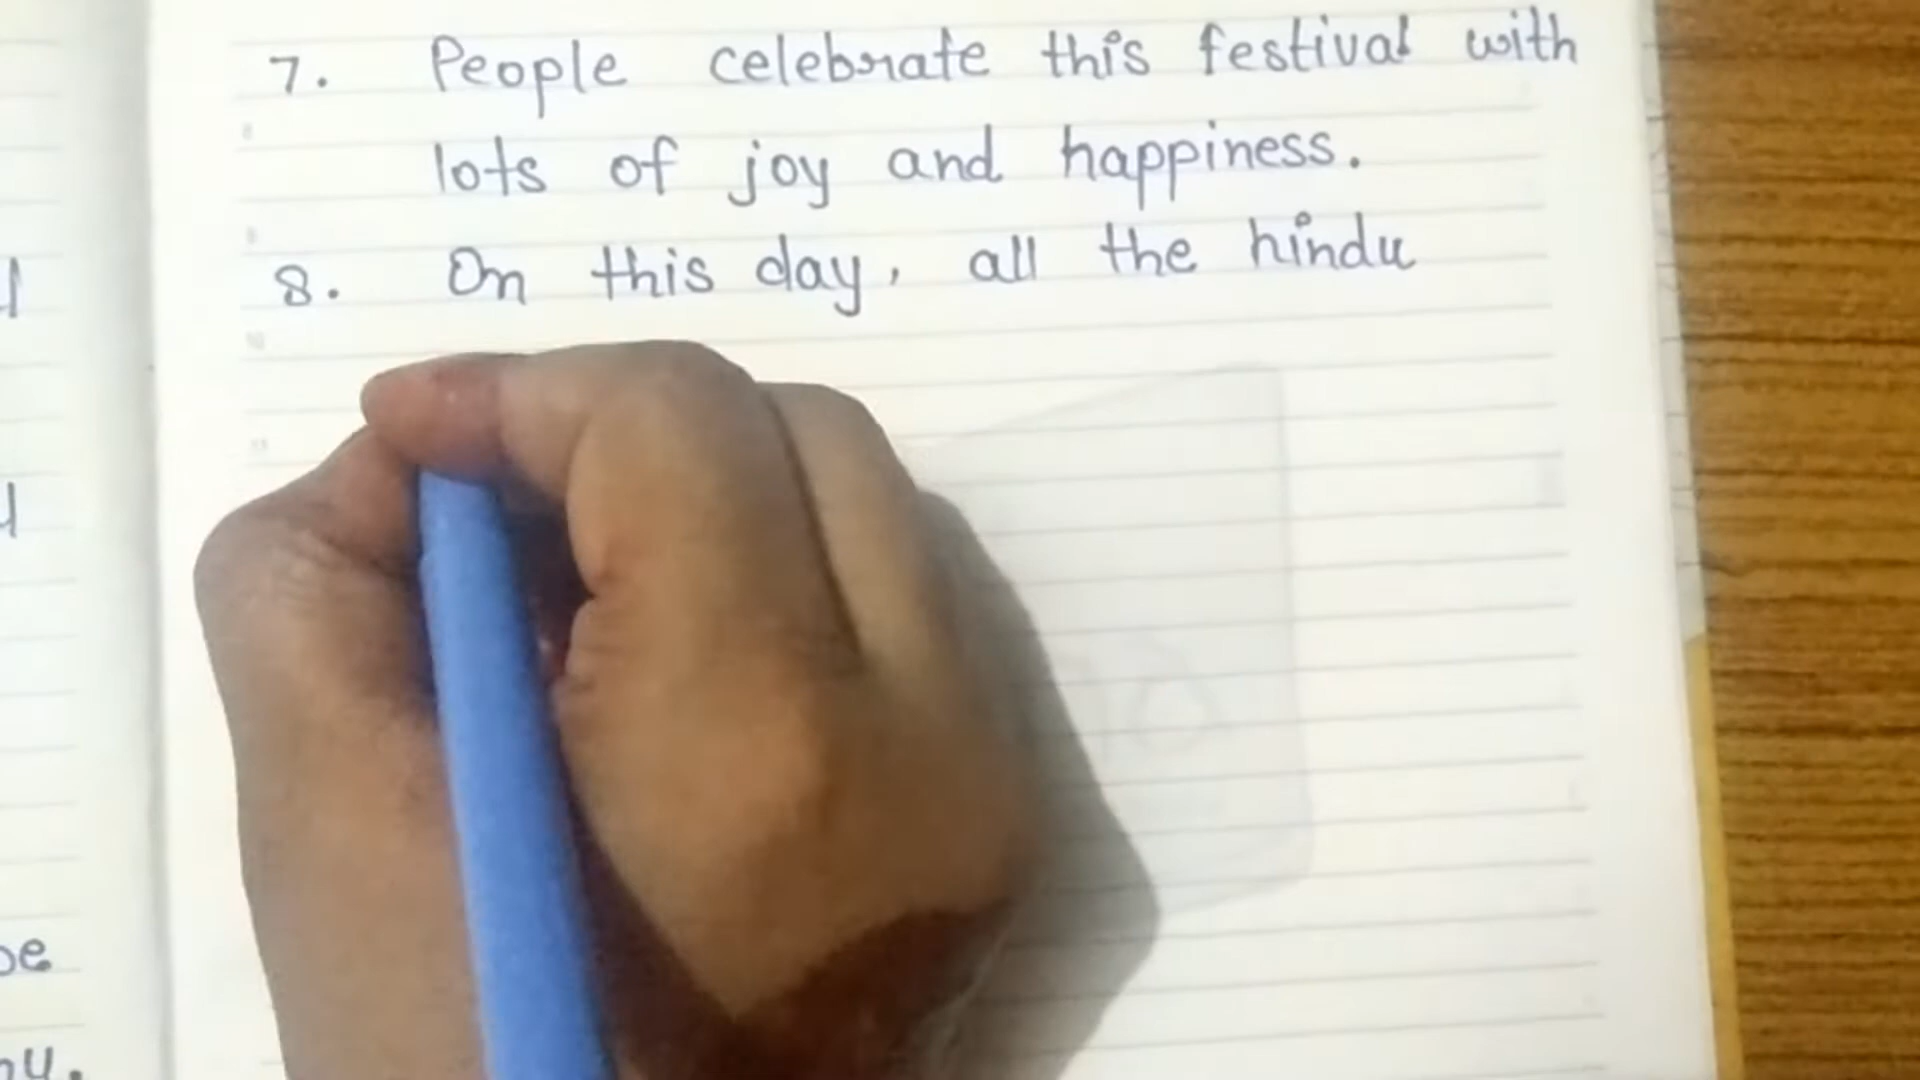 7. People celebrate this festival with
lots of joy and happiness.
8. On this day, all the hindu